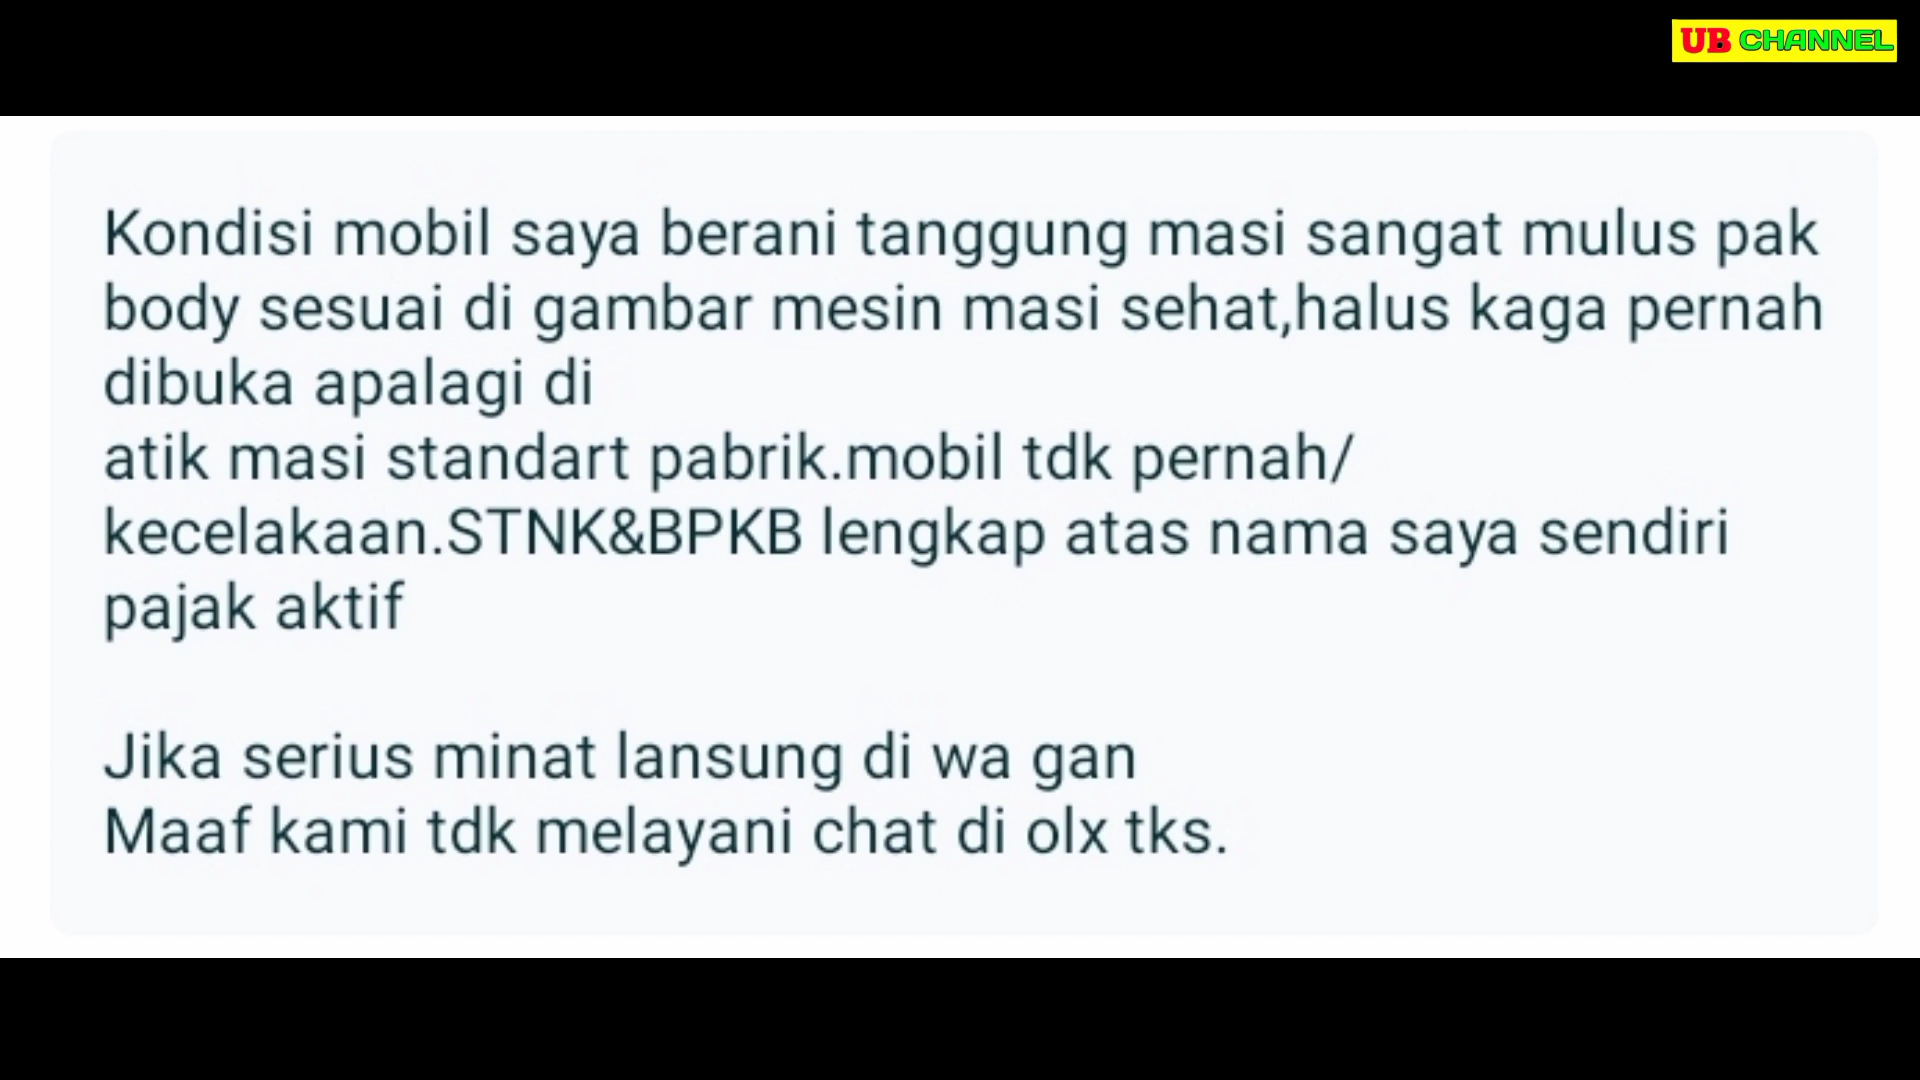 UB CHANNEL
Kondisi mobil saya berani tanggung masi sangat mulus pak
body sesuai di gambar mesin masi sehat,halus kaga pernah
dibuka apalagi di
atik masi standart pabrik.mobil tdk pernah/
kecelakaan.STNK&BPKB lengkap atas nama saya sendiri
pajak aktif
Jika serius minat lansung di wa gan
Maaf kami tdk melayani chat di olx tks.